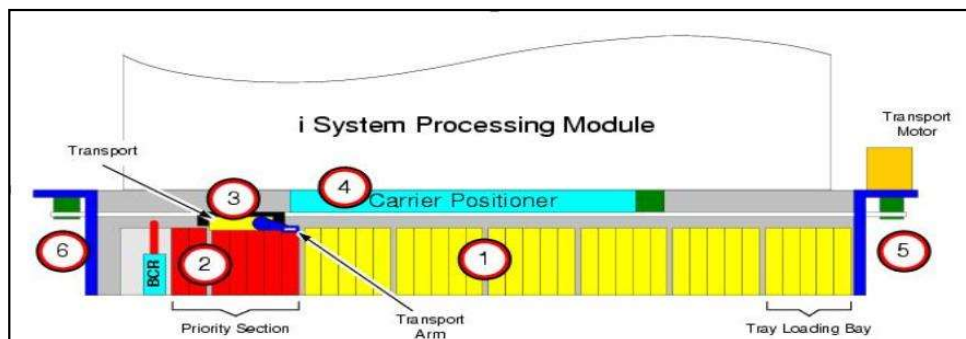 i System Processing Module
Transport
Motor
Transport
3
4
Carrier Positioner
6
BCR
2
1
5
Priority Section
Transport
Arm
Tray Loading Bay